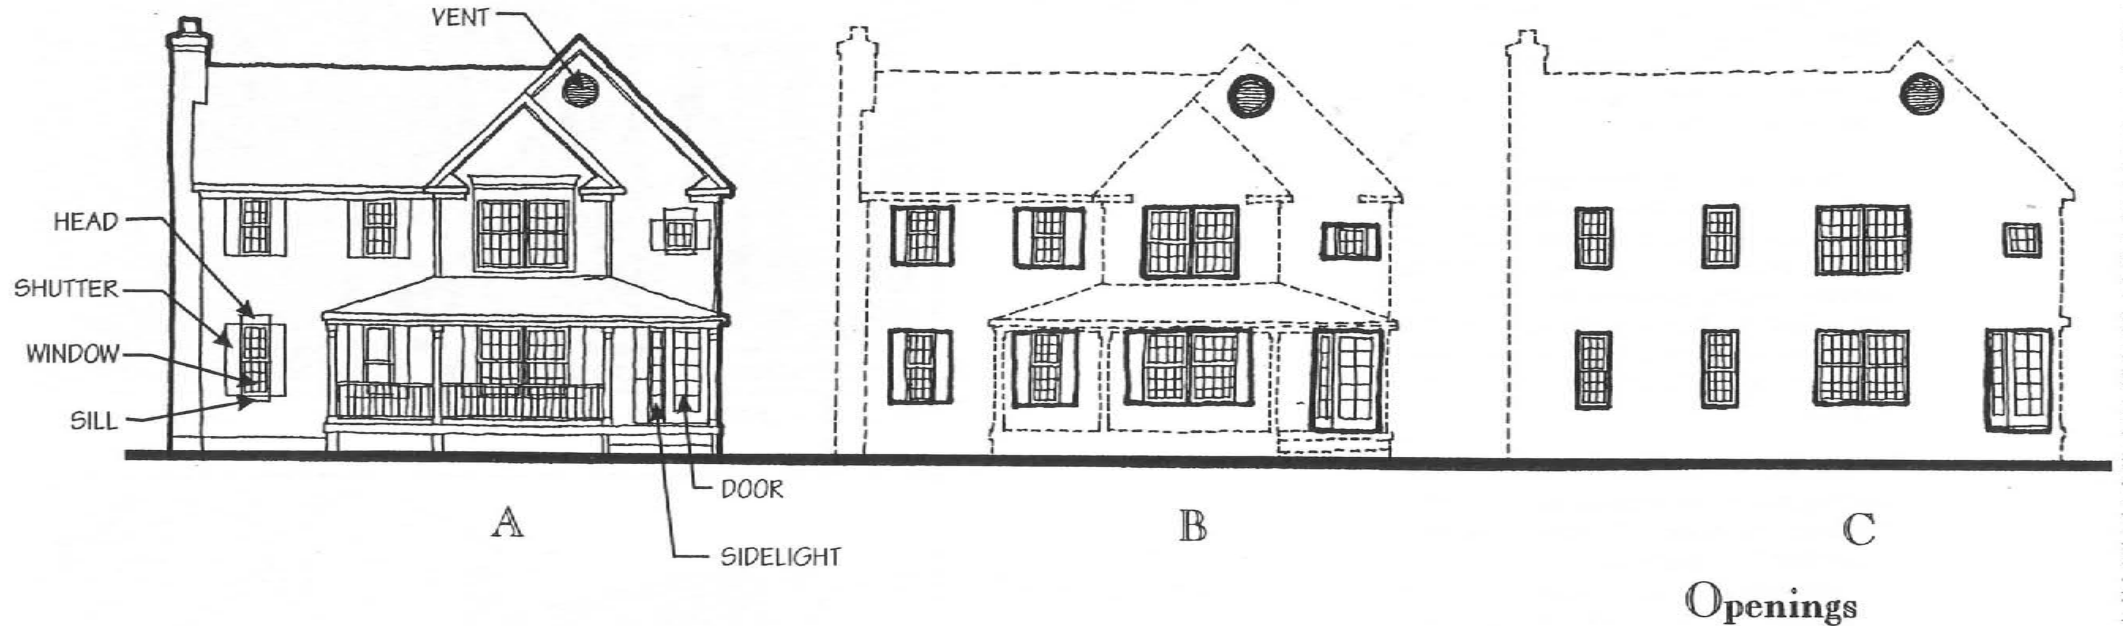 VENT
HEAD
SHUTTER
WINDOW
SILL
DOOR
SIDELIGHT
A
B
C
Openings